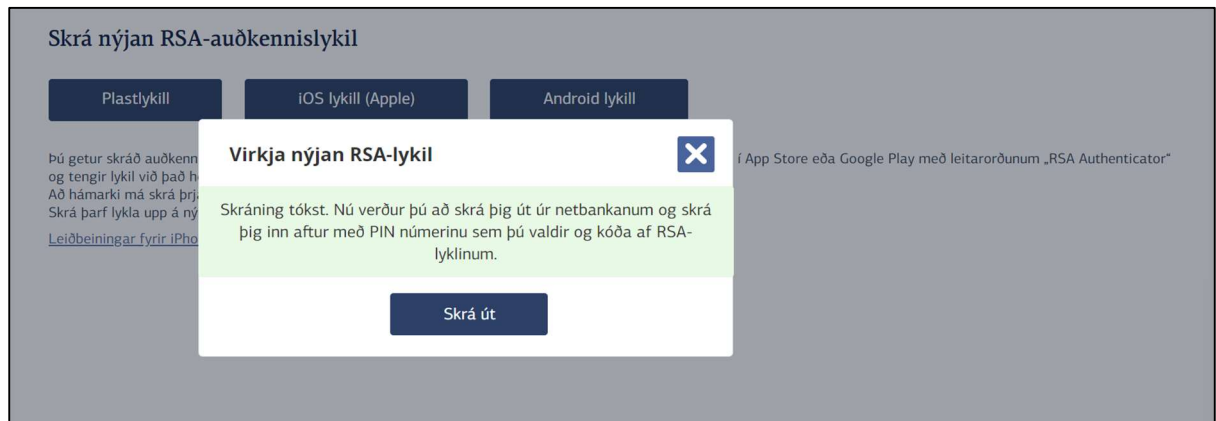 Skrá nýjan RSA-auðkennislykil
Plastlykill
iOS lykill (Apple)
Android lykill
Þú getur skráð auðkenn
í App Store eða Google Play með leitarorðunum „RSA Authenticator“
og tengir lykil við það h
Að hámarki má skrá þrj
Skrá þarf lykla upp á ný
Leiðbeiningar fyrir iPho
Virkja nýjan RSA-lykil
Skráning tókst. Nú verður þú að skrá þig út úr netbankanum og skrá
þig inn aftur með PIN númerinu sem þú valdir og kóða af RSA-
lyklinum.
Skrá út